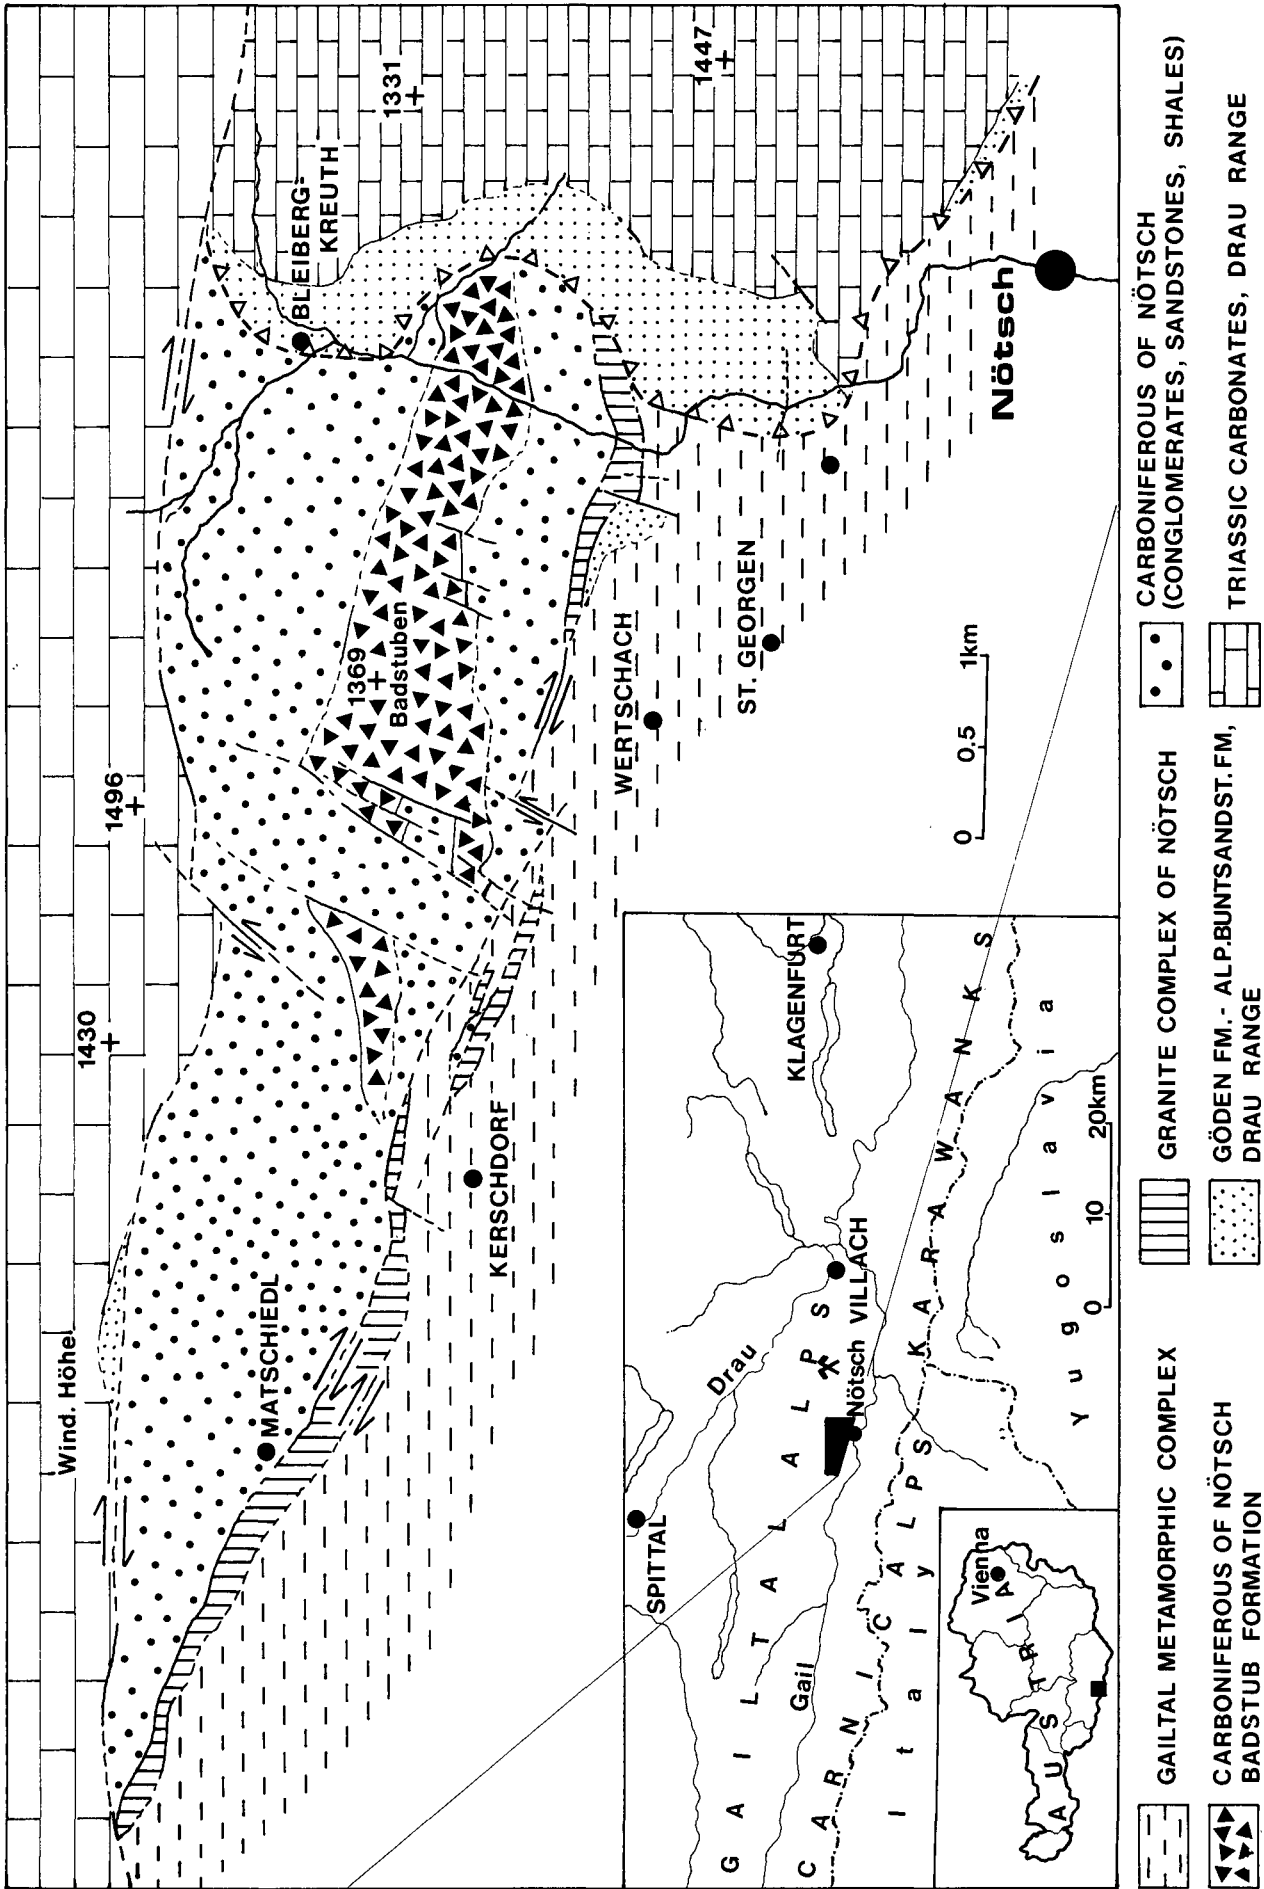 Wind. Höhe
1430
1496
MATSCHIEDL
1369
Badstuben
BLEIBERG-
KREUTH
1331
1447
KERSCHDORF
WERTSCHACH
ST. GEORGEN
Nötsch
0 0.5 1km
SPITTAL
Drau
KLAGENFURT
VILLACH
Nötsch
GAILTAL ALPS
Gail
CARNIC ALPS
KARAWANKS
Italy
Yugoslavia
0 10 20km
Vienna
AUSTRIA
GAILTAL METAMORPHIC COMPLEX
GRANITE COMPLEX OF NÖTSCH
CARBONIFEROUS OF NÖTSCH
(CONGLOMERATES, SANDSTONES, SHALES)
CARBONIFEROUS OF NÖTSCH
BADSTUB FORMATION
GÖDEN FM.- ALP.BUNTSANDST.FM,
DRAU RANGE
TRIASSIC CARBONATES, DRAU RANGE